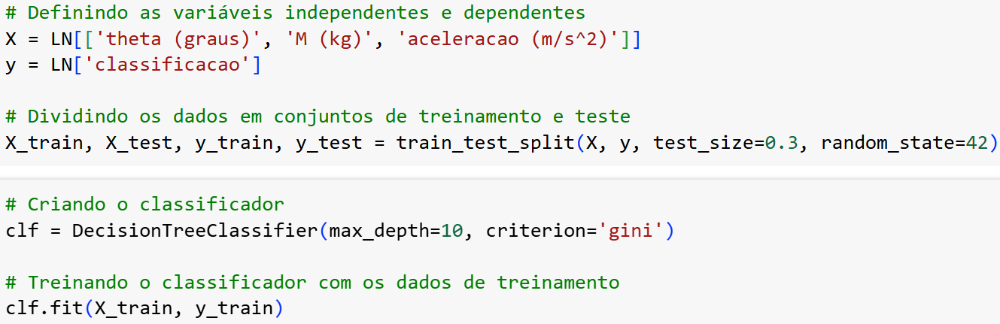 # Definindo as variáveis independentes e dependentes
X = LN[['theta (graus)', 'M (kg)', 'aceleracao (m/s^2)']]
y = LN['classificacao']
# Dividindo os dados em conjuntos de treinamento e teste
X_train, X_test, y_train, y_test = train_test_split(X, y, test_size=0.3, random_state=42)
# Criando o classificador
clf = DecisionTreeClassifier(max_depth=10, criterion='gini')
# Treinando o classificador com os dados de treinamento
clf.fit(X_train, y_train)